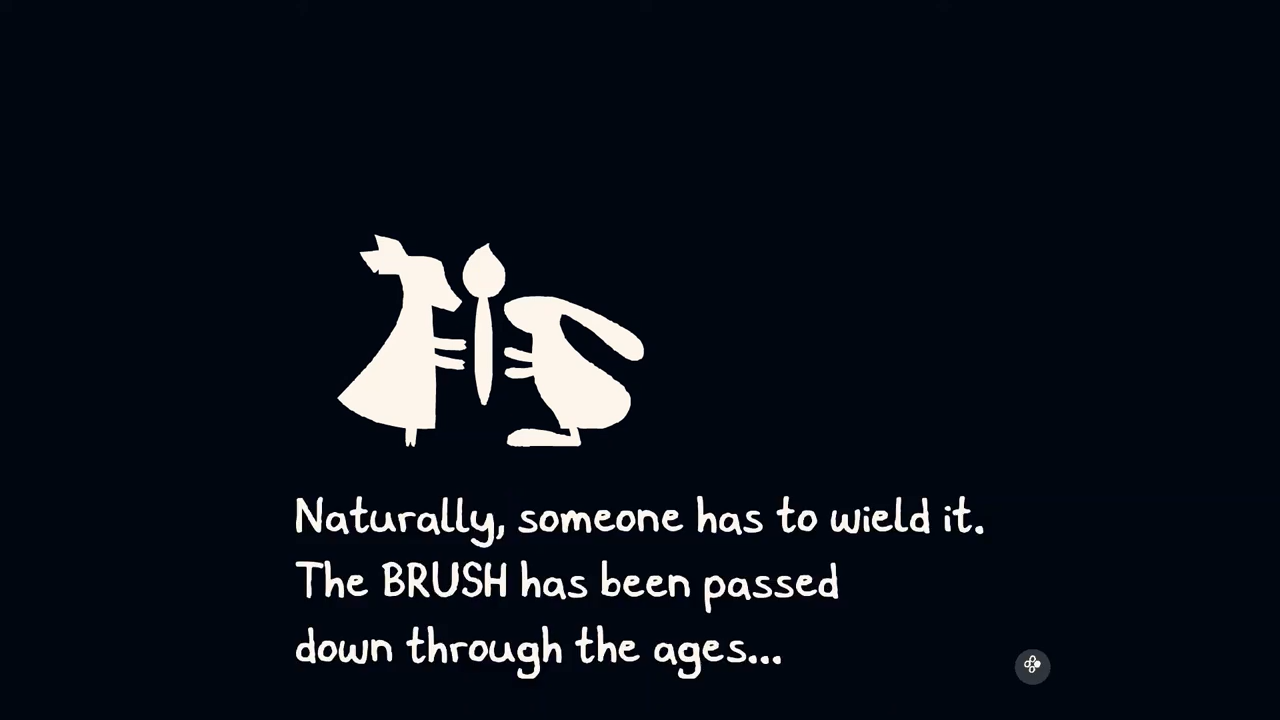 Naturally, someone has to wield it.
The BRUSH has been passed
down through the ages...